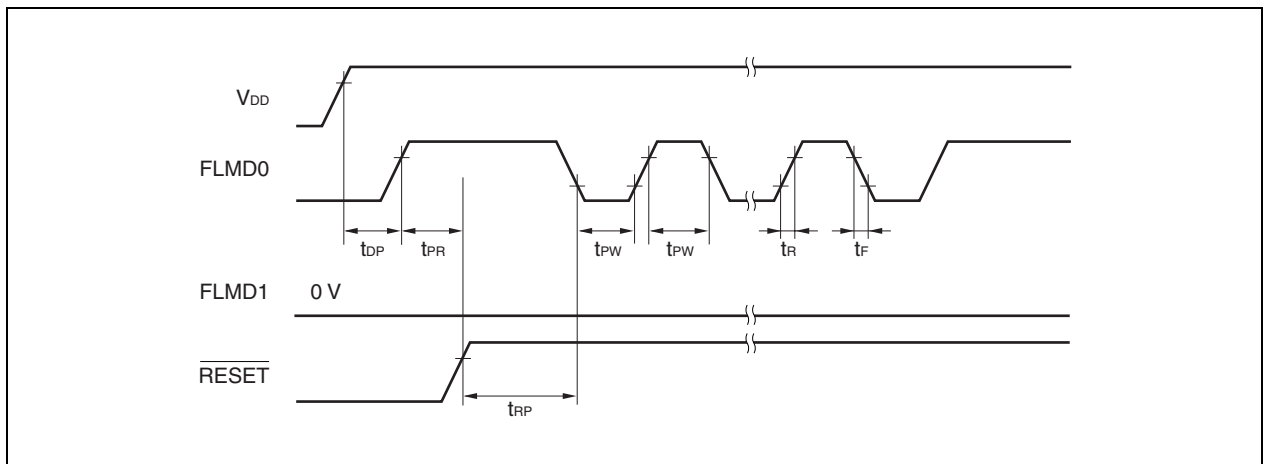 VDD
FLMD0
tDP tPR tPW tPW tR tF
FLMD1 0 V
RESET
tRP